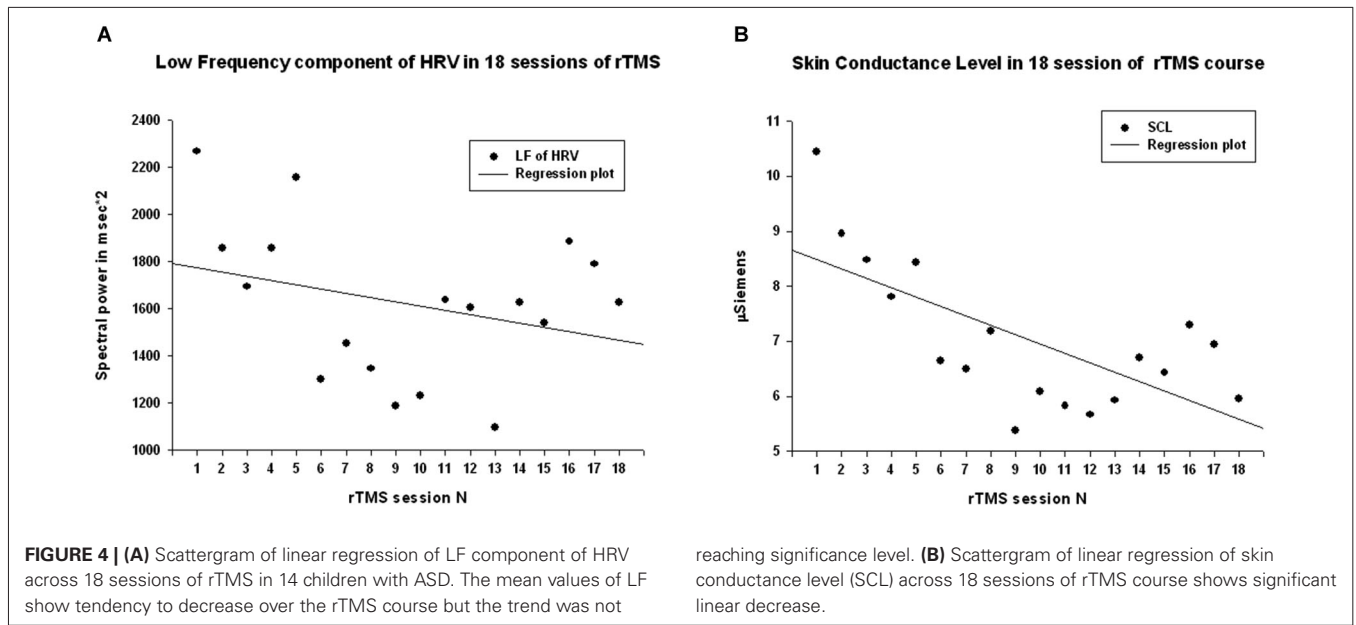 A
Low Frequency component of HRV in 18 sessions of rTMS
2400
2200
2000
1800
1600
1400
1200
1000
Spectral power in msec*2
LF of HRV
Regression plot
1 2 3 4 5 6 7 8 9 10 11 12 13 14 15 16 17 18
rTMS session N
B
Skin Conductance Level in 18 session of rTMS course
11
10
9
8
7
6
5
µSiemens
SCL
Regression plot
1 2 3 4 5 6 7 8 9 10 11 12 13 14 15 16 17 18
rTMS session N
FIGURE 4 | (A) Scattergram of linear regression of LF component of HRV
across 18 sessions of rTMS in 14 children with ASD. The mean values of LF
show tendency to decrease over the rTMS course but the trend was not
reaching significance level. (B) Scattergram of linear regression of skin
conductance level (SCL) across 18 sessions of rTMS course shows significant
linear decrease.